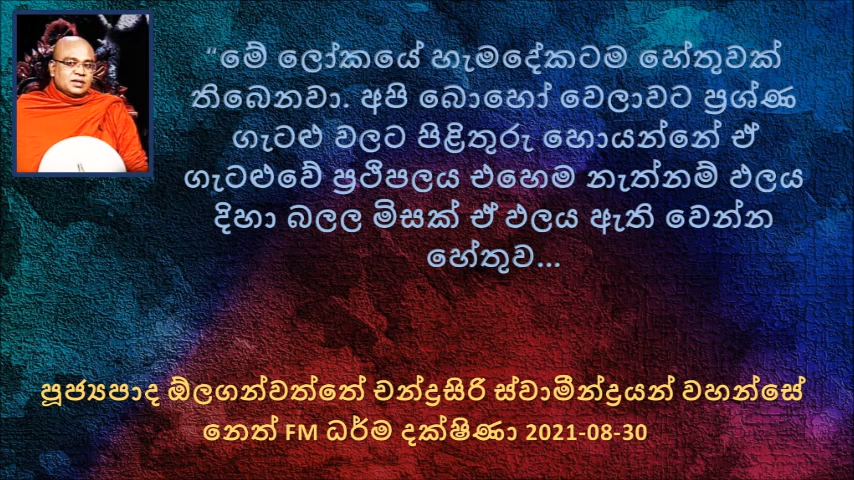 “මේ ලෝකයේ හැමදේකටම හේතුවක්
තිබෙනවා. අපි බොහෝ වෙලාවට ප්‍රශ්ණ
ගැටළු වලට පිළිතුරු හොයන්නේ ඒ
ගැටළුවේ ප්‍රථිපලය එහෙම නැත්නම් ඵලය
දිහා බලල මිසක් ඒ ඵලය ඇති වෙන්න
හේතුව...
පූජ්‍යපාද ඕලගන්වත්තේ චන්ද්‍රසිරි ස්වාමීන්ද්‍රයන් වහන්සේ
නෙත් FM ධර්ම දක්ෂිණා 2021-08-30